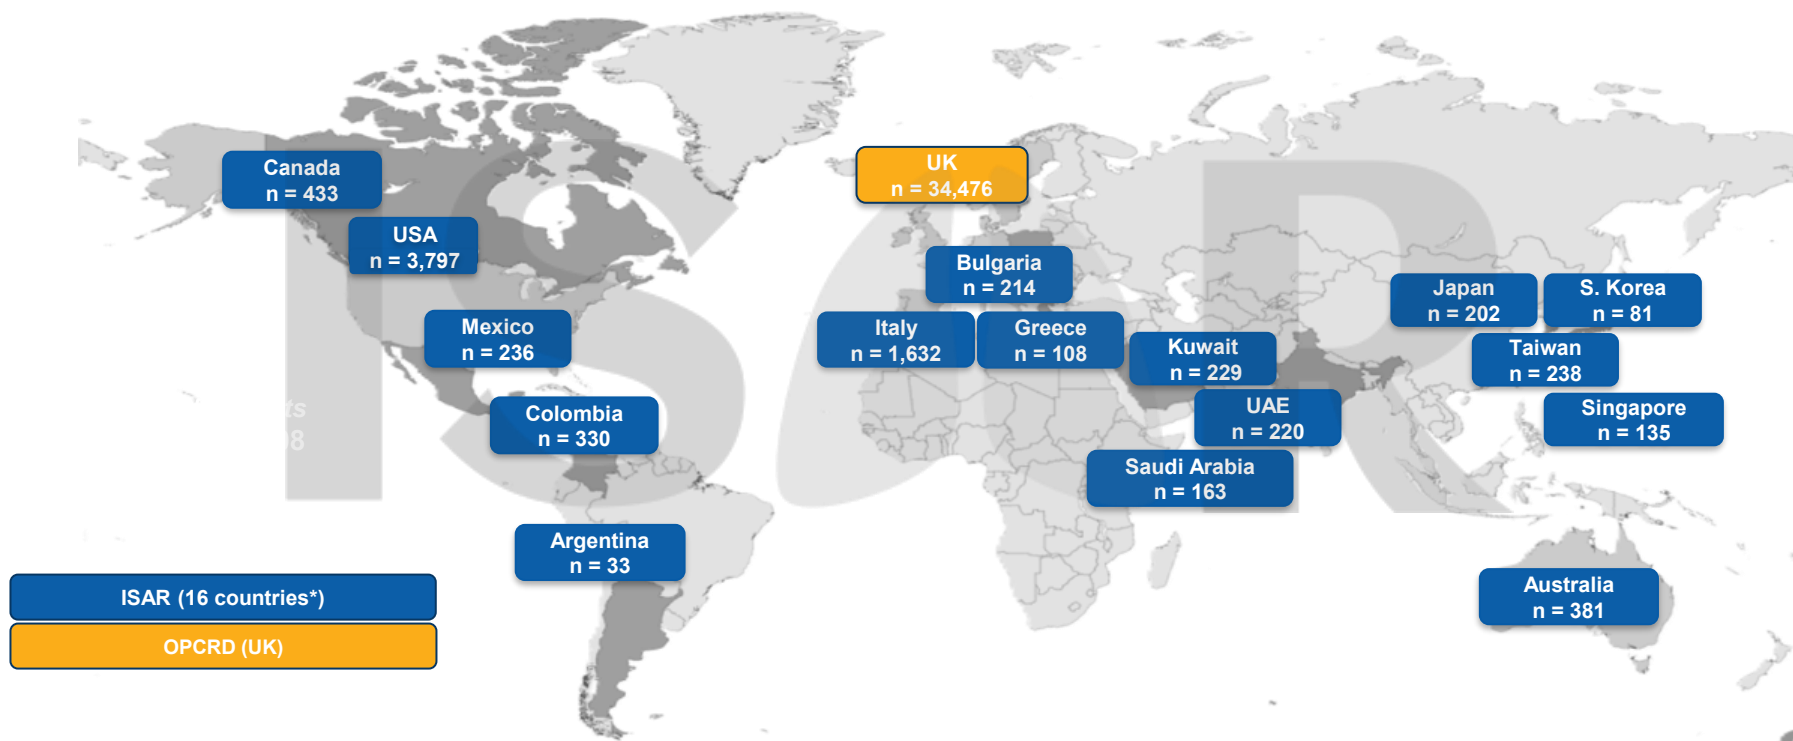 Canada
n = 433
USA
n = 3,797
Mexico
n = 236
Colombia
n = 330
Argentina
n = 33
UK
n = 34,476
Bulgaria
n = 214
Italy
n = 1,632
Greece
n = 108
Kuwait
n = 229
UAE
n = 220
Saudi Arabia
n = 163
Japan
n = 202
S. Korea
n = 81
Taiwan
n = 238
Singapore
n = 135
Australia
n = 381
ISAR
ISAR (16 countries*)
OPCRD (UK)